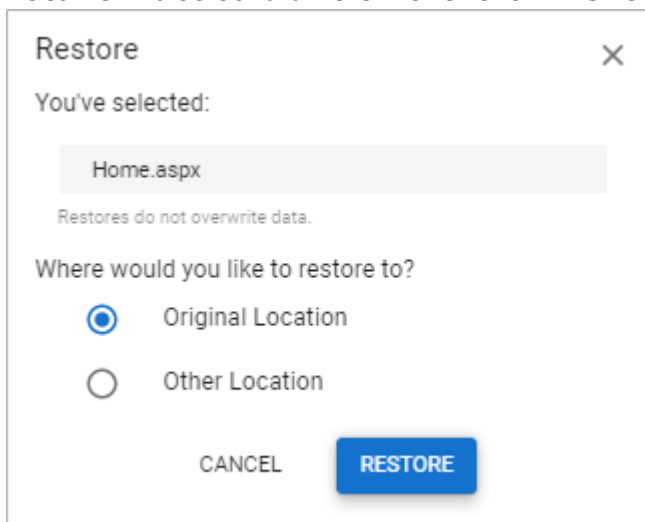 Restore
You've selected:
Home.aspx
Restores do not overwrite data.
Where would you like to restore to?
Original Location
Other Location
CANCEL
RESTORE